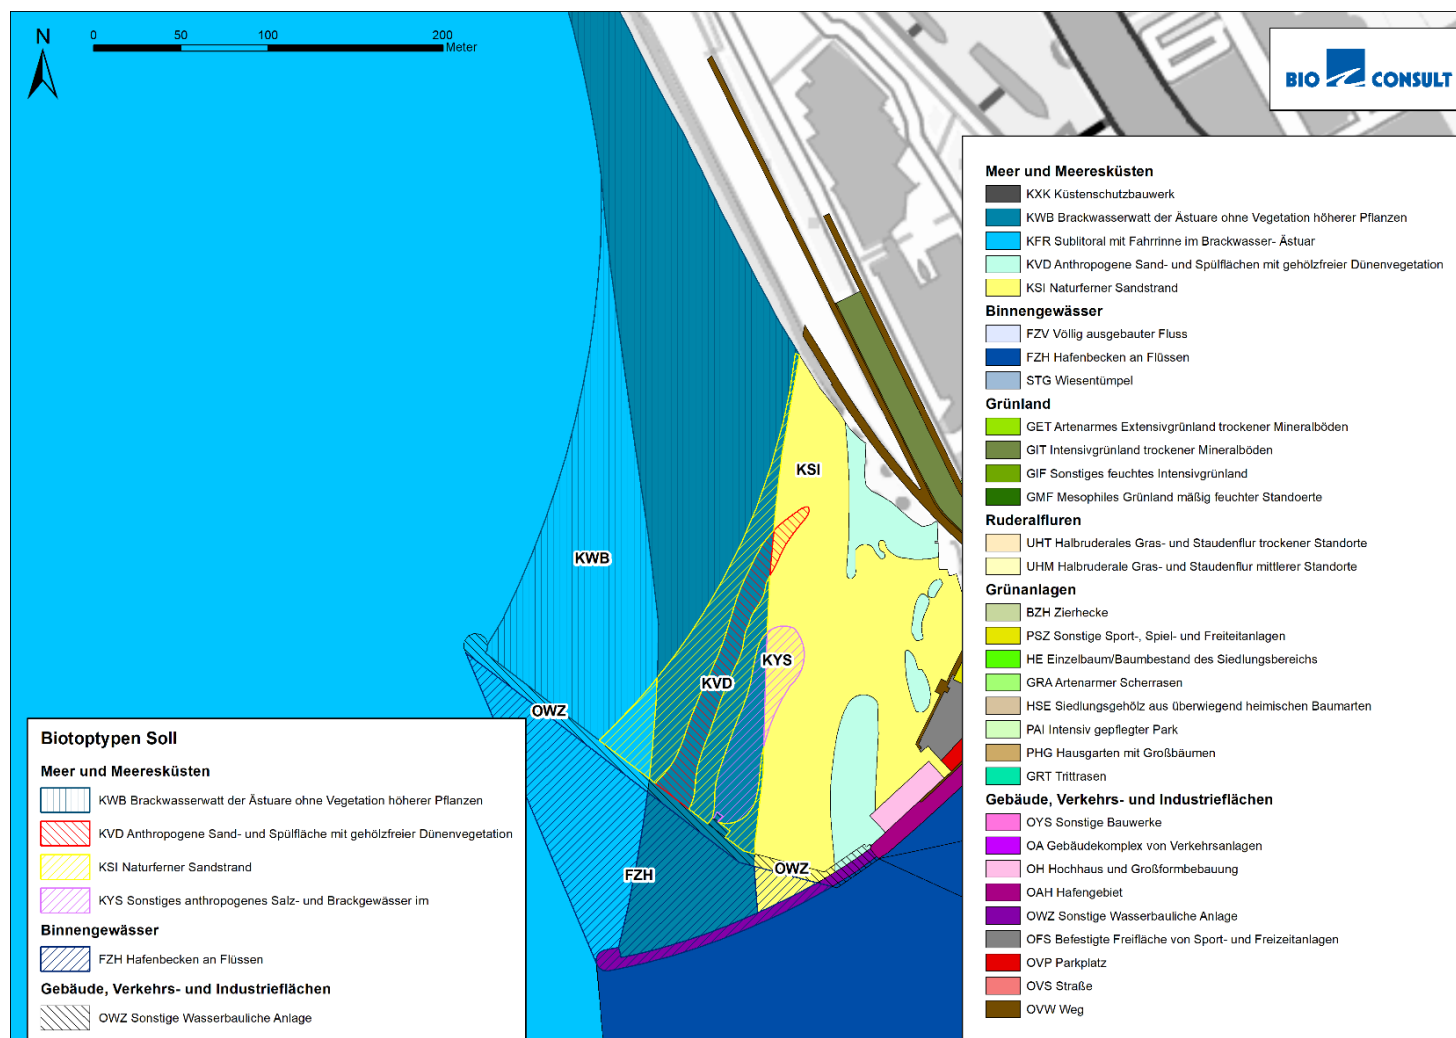 N
0 50 100 200
Meter
BIO CONSULT
Meer und Meeresküsten
KXK Küstenschutzbauwerk
KWB Brackwasserwatt der Ästuare ohne Vegetation höherer Pflanzen
KFR Sublitoral mit Fahrrinne im Brackwasser- Ästuar
KVD Anthropogene Sand- und Spülflächen mit gehölzfreier Dünenvegetation
KSI Naturferner Sandstrand
Binnengewässer
FZV Völlig ausgebauter Fluss
FZH Hafenbecken an Flüssen
STG Wiesentümpel
Grünland
GET Artenarmes Extensivgrünland trockener Mineralböden
GIT Intensivgrünland trockener Mineralböden
GIF Sonstiges feuchtes Intensivgrünland
GMF Mesophiles Grünland mäßig feuchter Standoerte
Ruderalfluren
UHT Halbruderales Gras- und Staudenflur trockener Standorte
UHM Halbruderale Gras- und Staudenflur mittlerer Standorte
Grünanlagen
BZH Zierhecke
PSZ Sonstige Sport-, Spiel- und Freiteitanlagen
HE Einzelbaum/Baumbestand des Siedlungsbereichs
GRA Artenarmer Scherrasen
HSE Siedlungsgehölz aus überwiegend heimischen Baumarten
PAI Intensiv gepflegter Park
PHG Hausgarten mit Großbäumen
GRT Trittrasen
Gebäude, Verkehrs- und Industrieflächen
OYS Sonstige Bauwerke
OA Gebäudekomplex von Verkehrsanlagen
OH Hochhaus und Großformbebauung
OAH Hafengebiet
OWZ Sonstige Wasserbauliche Anlage
OFS Befestigte Freifläche von Sport- und Freizeitanlagen
OVP Parkplatz
OVS Straße
OVW Weg
KSI
KWB
KYS
KVD
OWZ
OWZ
FZH
Biotoptypen Soll
Meer und Meeresküsten
KWB Brackwasserwatt der Ästuare ohne Vegetation höherer Pflanzen
KVD Anthropogene Sand- und Spülfläche mit gehölzfreier Dünenvegetation
KSI Naturferner Sandstrand
KYS Sonstiges anthropogenes Salz- und Brackgewässer im
Binnengewässer
FZH Hafenbecken an Flüssen
Gebäude, Verkehrs- und Industrieflächen
OWZ Sonstige Wasserbauliche Anlage